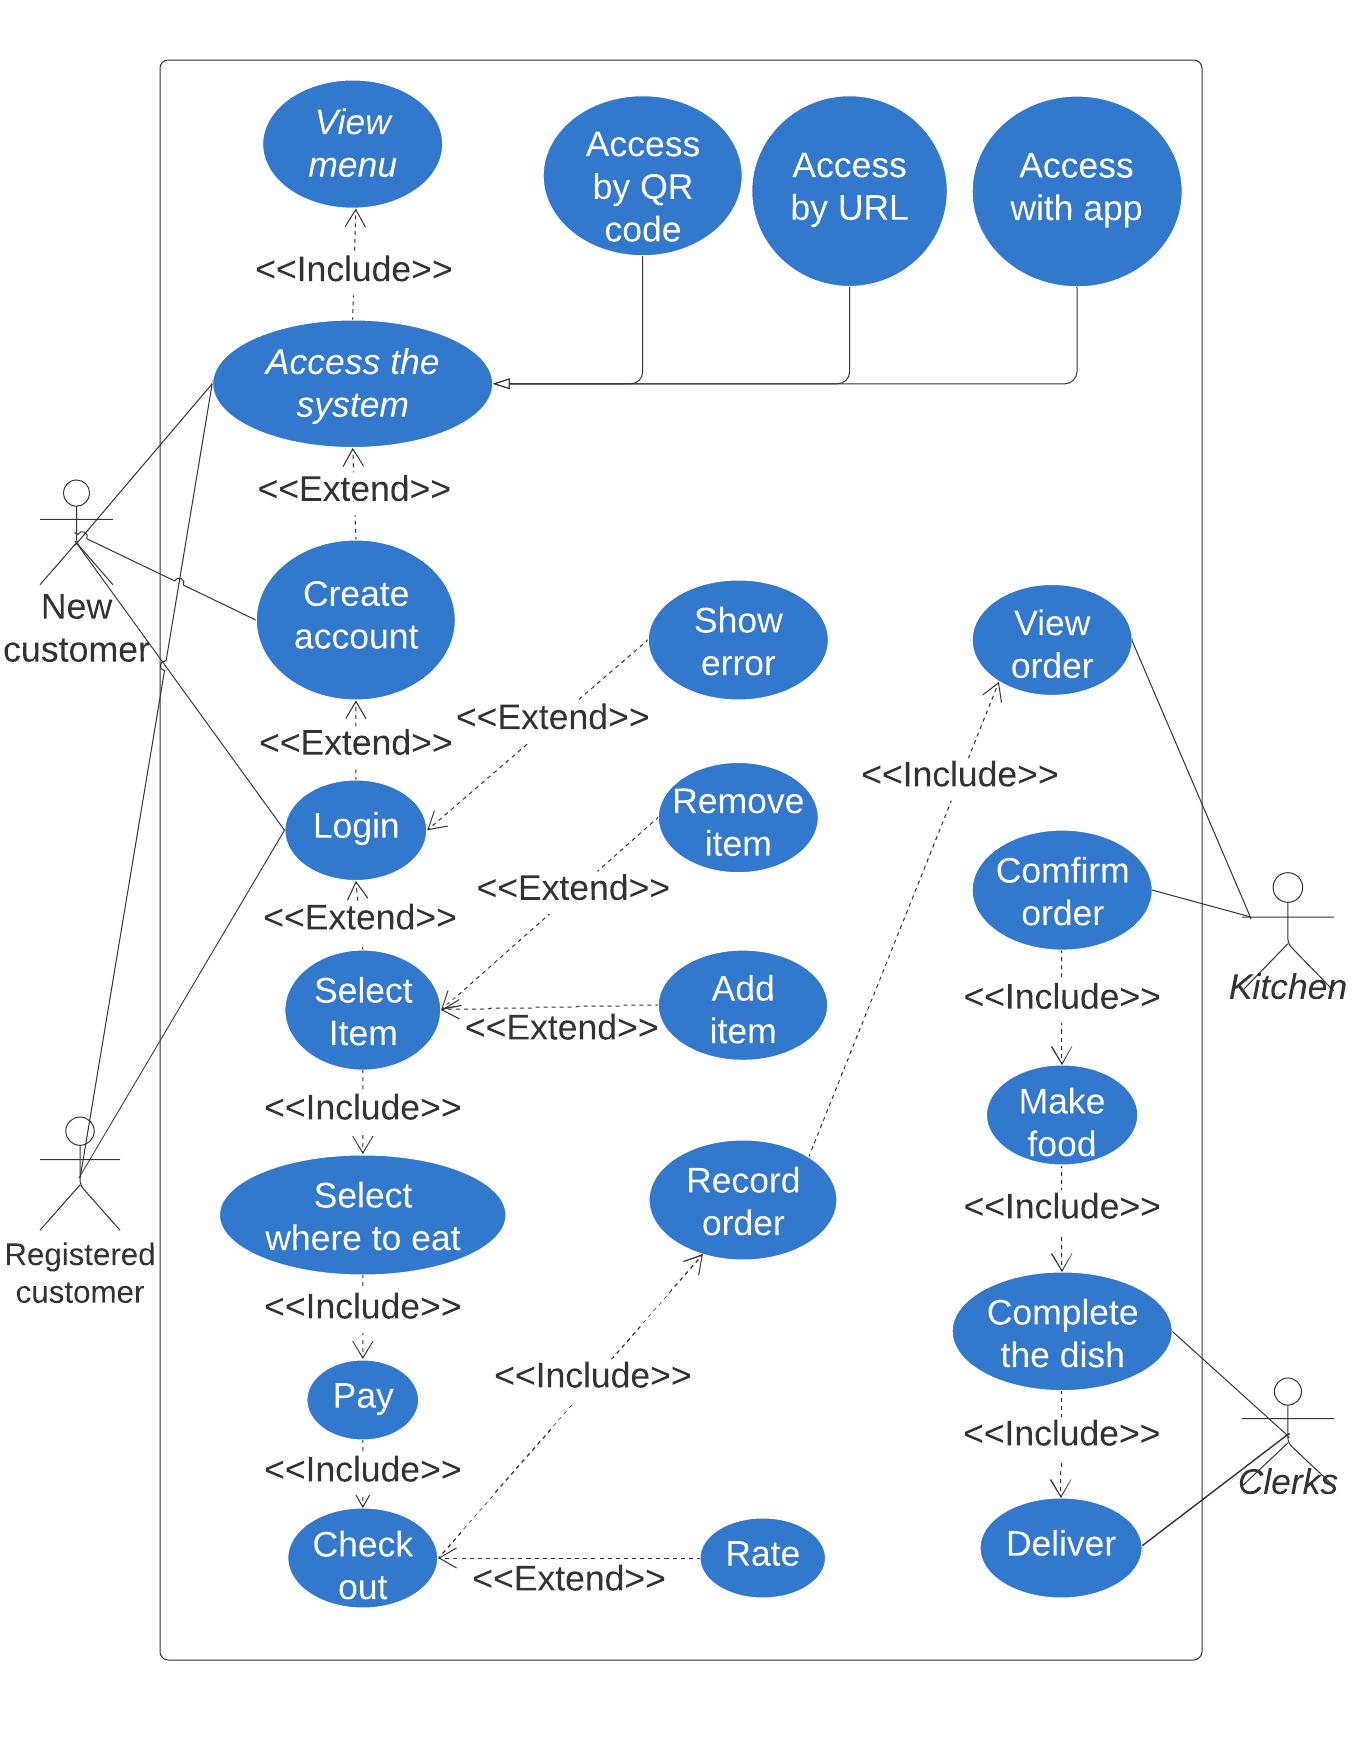 View
menu
Access
by QR
code
Access
by URL
Access
with app
<<Include>>
Access the
system
<<Extend>>
New
customer
Create
account
Show
error
View
order
<<Extend>>
<<Extend>>
<<Include>>
Login
Remove
item
Comfirm
order
<<Extend>>
<<Extend>>
Kitchen
Select
Item
Add
item
<<Include>>
<<Extend>>
<<Include>>
Make
food
Select
where to eat
Record
order
<<Include>>
Registered
customer
<<Include>>
Complete
the dish
<<Include>>
Pay
<<Include>>
<<Include>>
Clerks
Check
out
Rate
Deliver
<<Extend>>